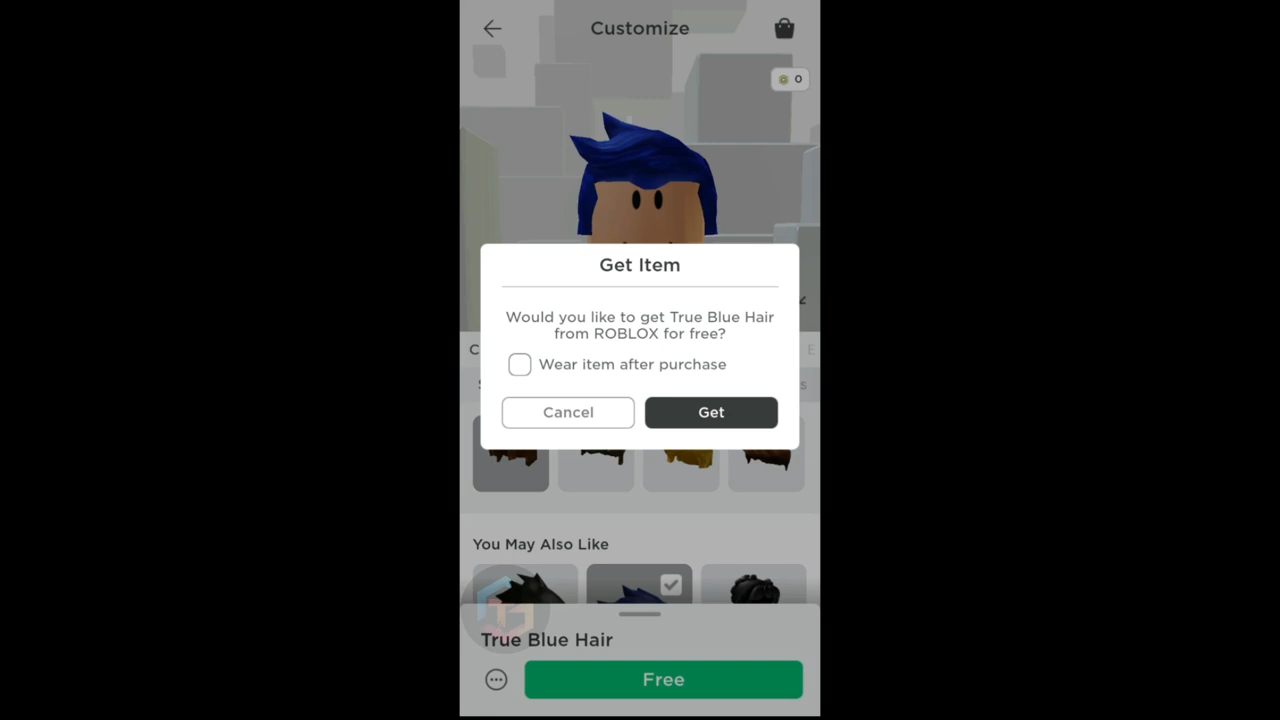 Customize
0
Get Item
Would you like to get True Blue Hair
from ROBLOX for free?
Wear item after purchase
Cancel
Get
You May Also Like
True Blue Hair
Free